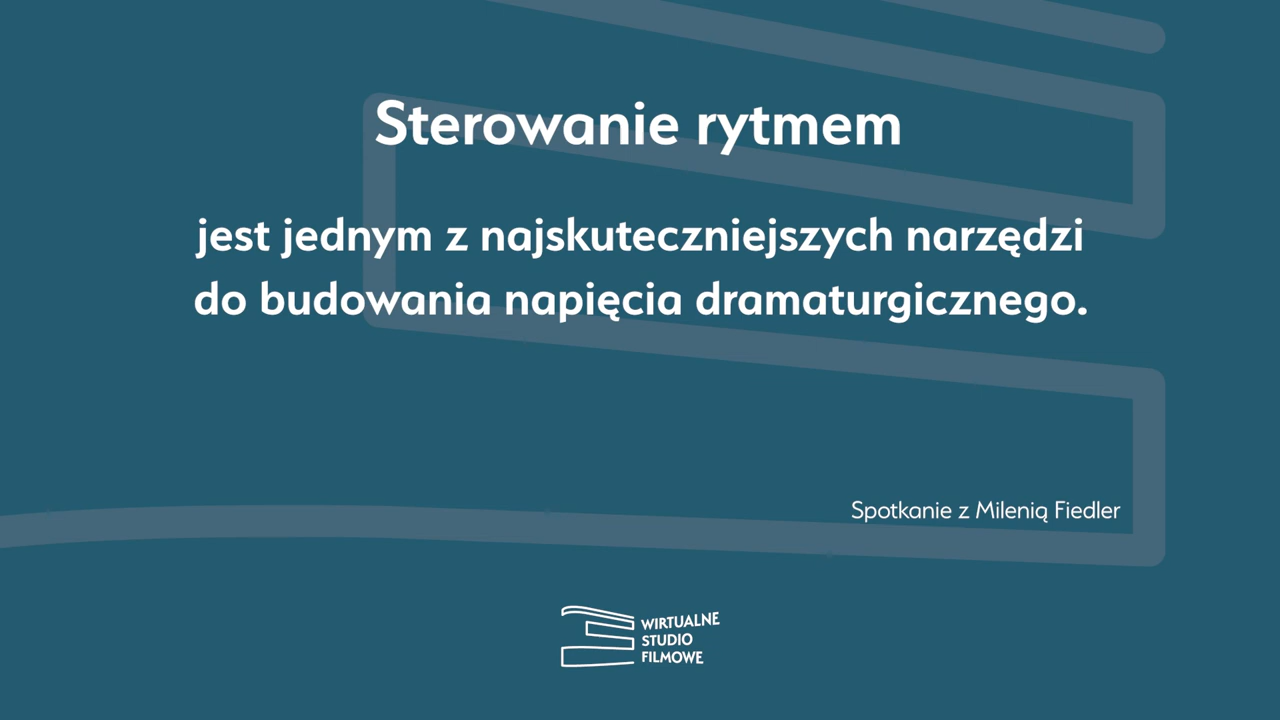 Sterowanie rytmem
jest jednym z najskuteczniejszych narzędzi
do budowania napięcia dramaturgicznego.
Spotkanie z Milenią Fiedler
WIRTUALNE
STUDIO
FILMOWE